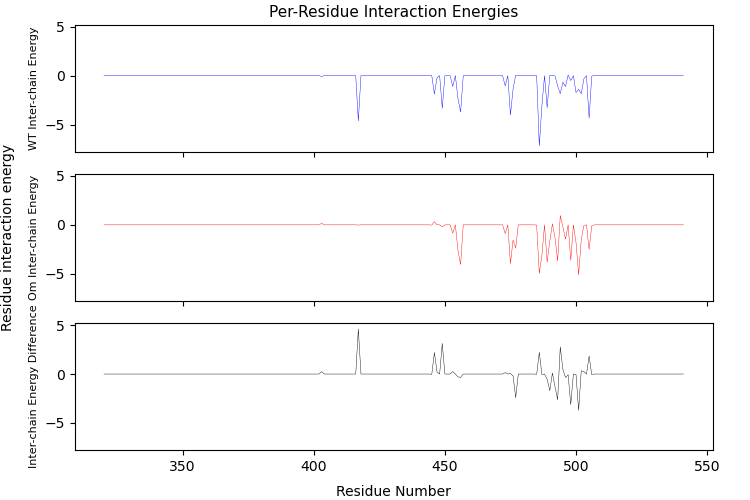 Per-Residue Interaction Energies
Residue interaction energy
WT Inter-chain Energy
5
0
−5
Om Inter-chain Energy
5
0
−5
Inter-chain Energy Difference
5
0
−5
350
400
450
500
550
Residue Number